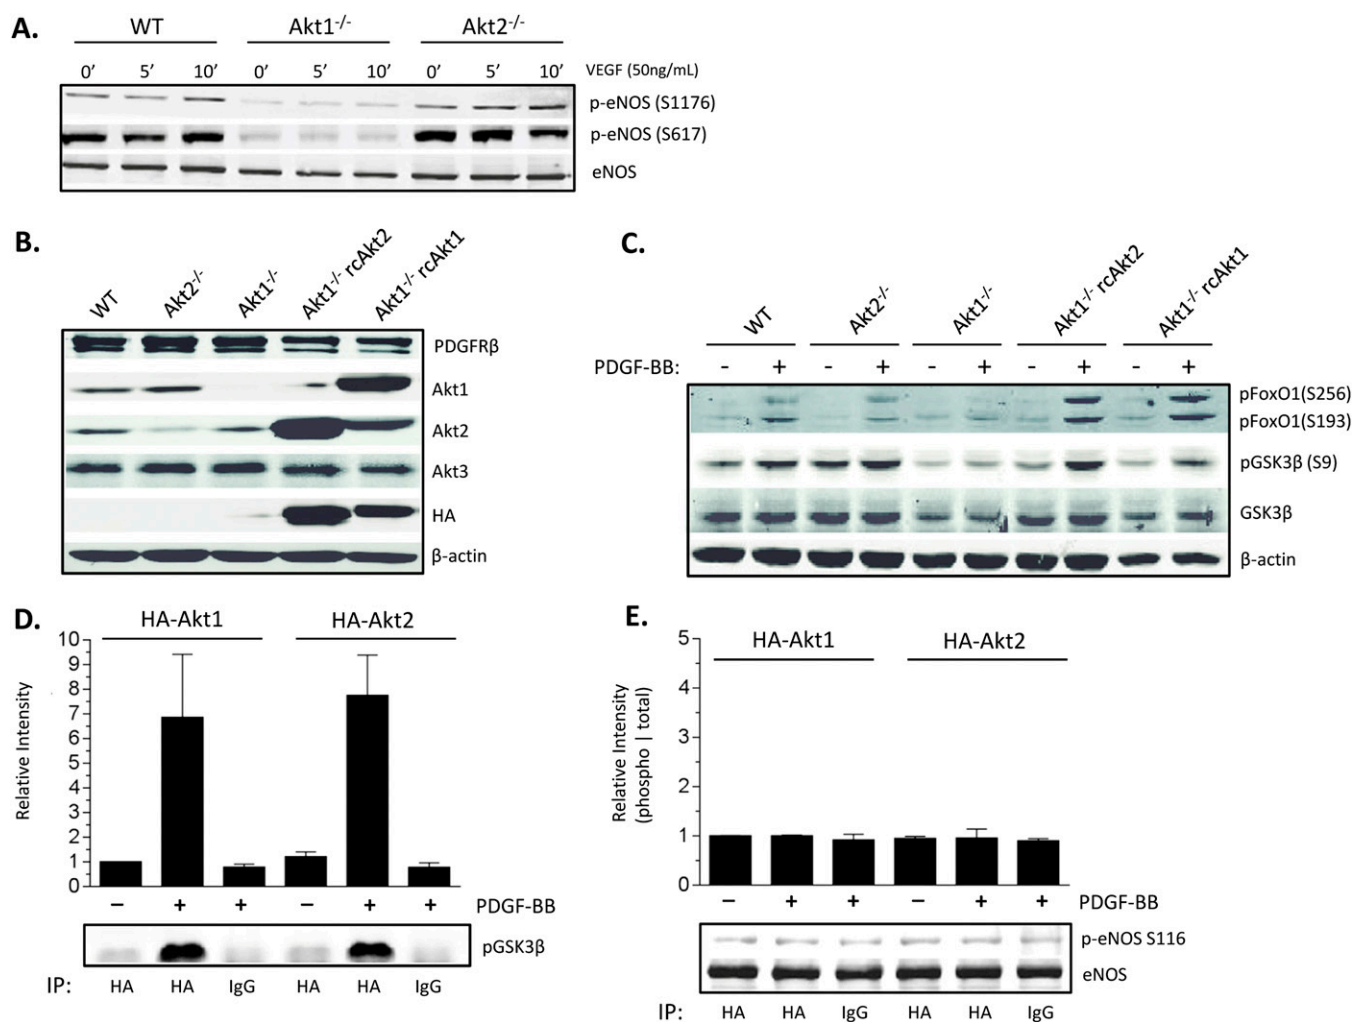 A.
WT Akt1-/- Akt2-/-
0’ 5’ 10’ 0’ 5’ 10’ 0’ 5’ 10’ VEGF (50ng/mL)
p-eNOS (S1176)
p-eNOS (S617)
eNOS
B.
WT Akt2-/- Akt1-/- Akt1-/- rcAkt2 Akt1-/- rcAkt1
PDGFRβ
Akt1
Akt2
Akt3
HA
β-actin
C.
WT Akt2-/- Akt1-/- Akt1-/- rcAkt2 Akt1-/- rcAkt1
PDGF-BB: - + - + - + - + - +
pFoxO1(S256)
pFoxO1(S193)
pGSK3β (S9)
GSK3β
β-actin
D.
HA-Akt1 HA-Akt2
Relative Intensity
10
9
8
7
6
5
4
3
2
1
0
– + + – + + PDGF-BB
pGSK3β
IP: HA HA IgG HA HA IgG
E.
HA-Akt1 HA-Akt2
Relative Intensity
(phospho | total)
5
4
3
2
1
0
– + + – + + PDGF-BB
p-eNOS S116
eNOS
IP: HA HA IgG HA HA IgG